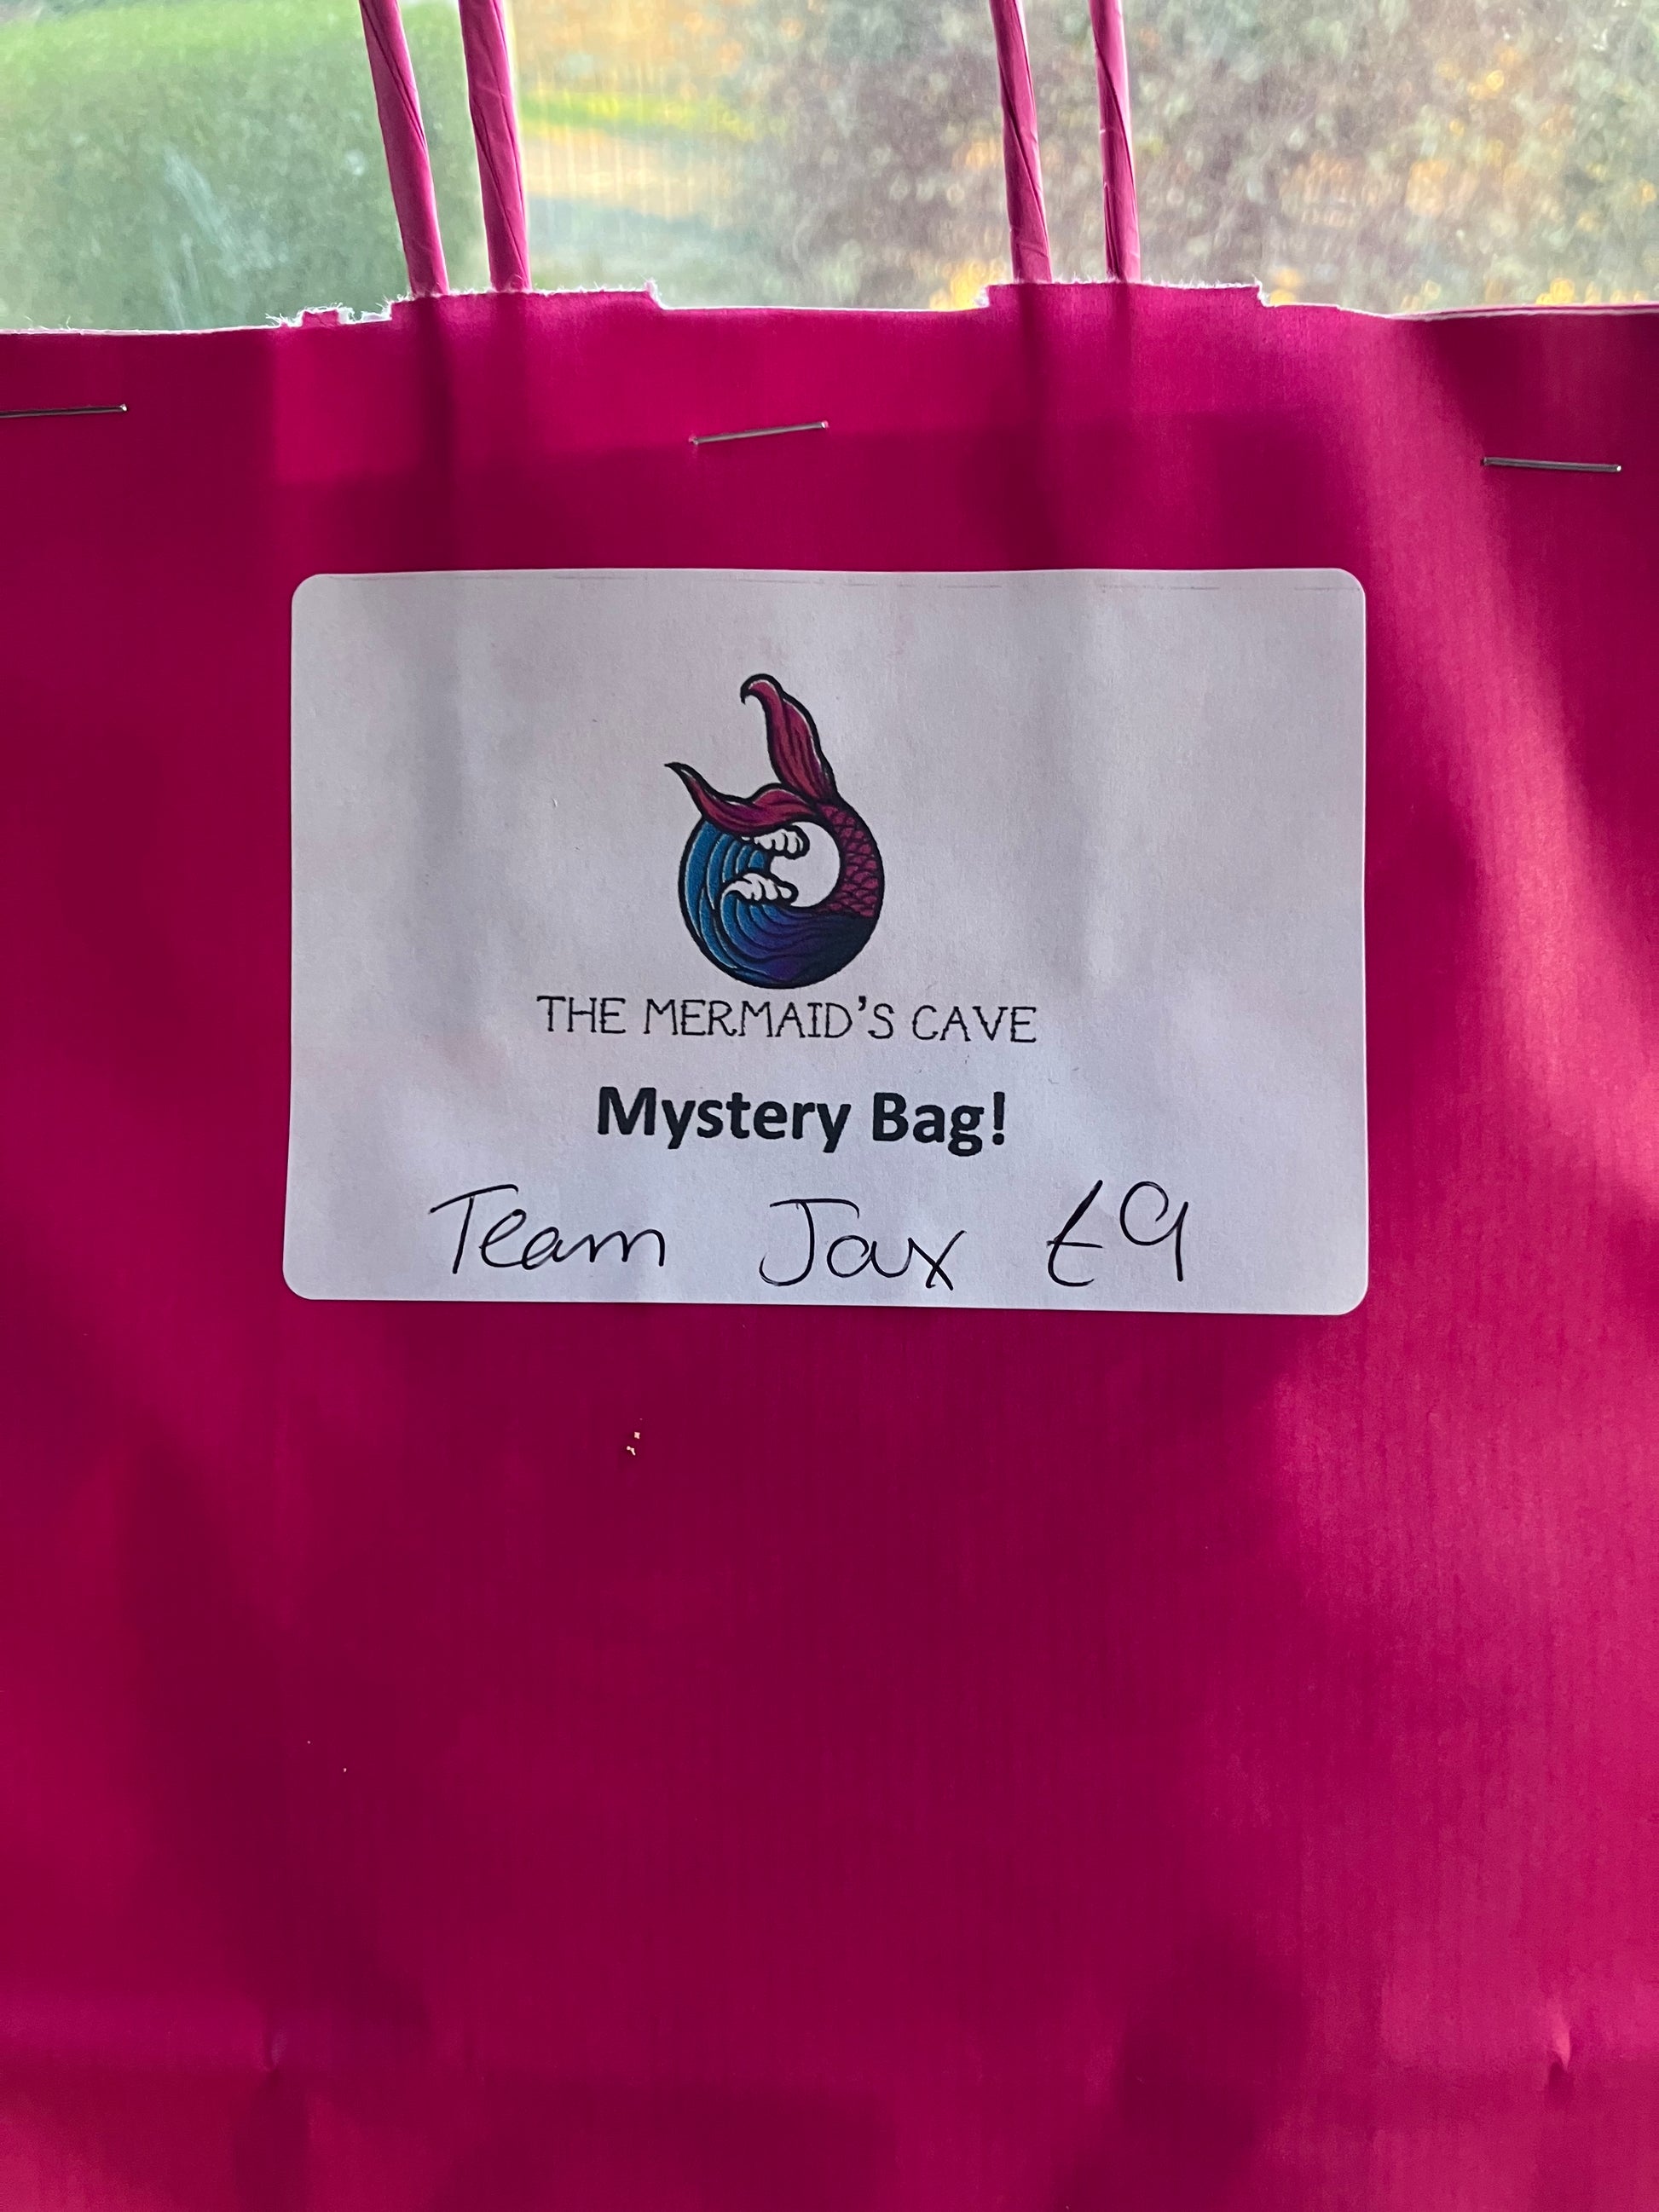 THE MERMAID'S CAVE
Mystery Bag!
Team Jax £9